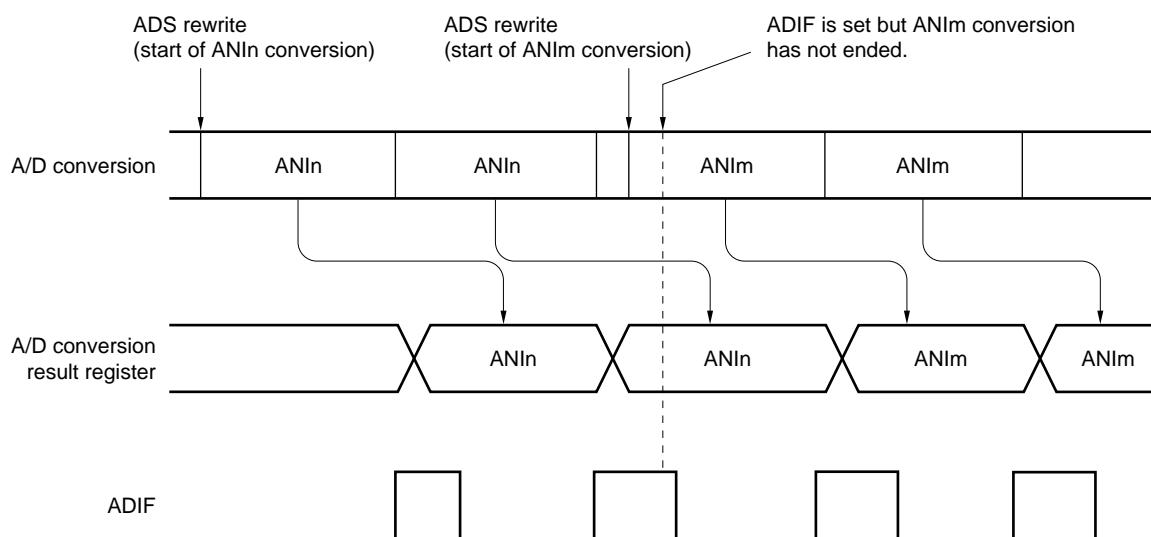 ADS rewrite
(start of ANIn conversion)
ADS rewrite
(start of ANIm conversion)
ADIF is set but ANIm conversion
has not ended.
A/D conversion
ANIn
ANIn
ANIm
ANIm
A/D conversion
result register
ANIn
ANIn
ANIm
ANIm
ADIF